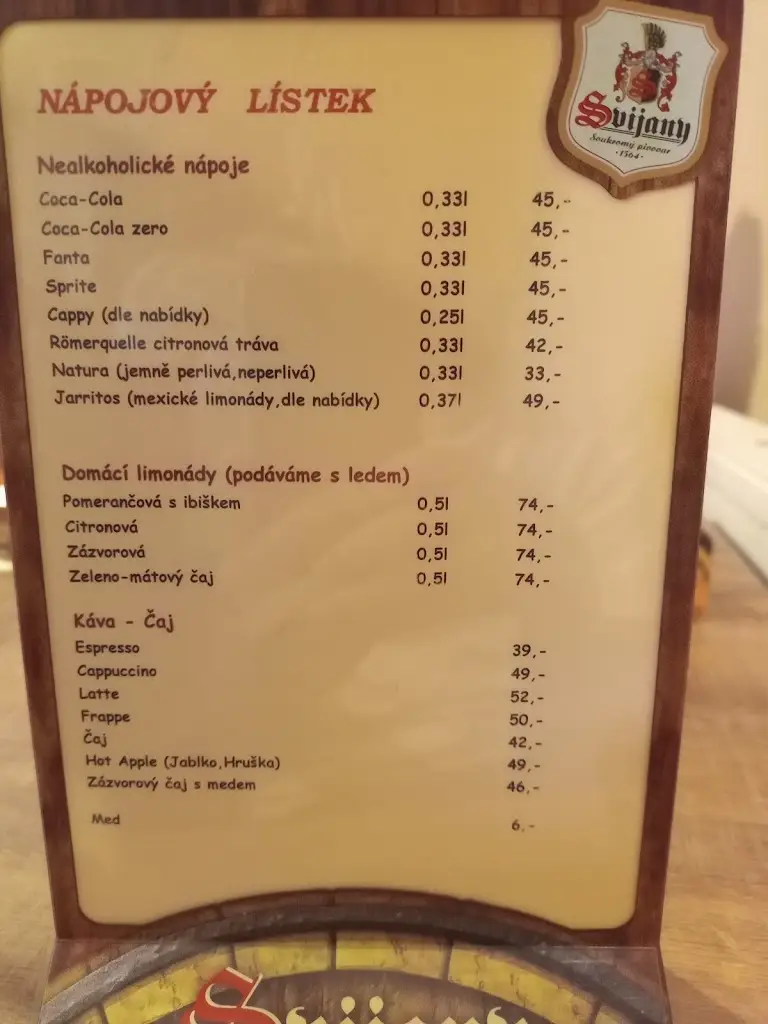 Svijany
Soukromý pivovar
·1564·
NÁPOJOVÝ LÍSTEK
Nealkoholické nápoje
Coca-Cola 0,33l 45,-
Coca-Cola zero 0,33l 45,-
Fanta 0,33l 45,-
Sprite 0,33l 45,-
Cappy (dle nabídky) 0,25l 45,-
Römerquelle citronová tráva 0,33l 42,-
Natura (jemně perlivá,neperlivá) 0,33l 33,-
Jarritos (mexické limonády,dle nabídky) 0,37l 49,-
Domácí limonády (podáváme s ledem)
Pomerančová s ibiškem 0,5l 74,-
Citronová 0,5l 74,-
Zázvorová 0,5l 74,-
Zeleno-mátový čaj 0,5l 74,-
Káva - Čaj
Espresso 39,-
Cappuccino 49,-
Latte 52,-
Frappe 50,-
Čaj 42,-
Hot Apple (Jablko,Hruška) 49,-
Zázvorový čaj s medem 46,-
Med 6,-
Svijany